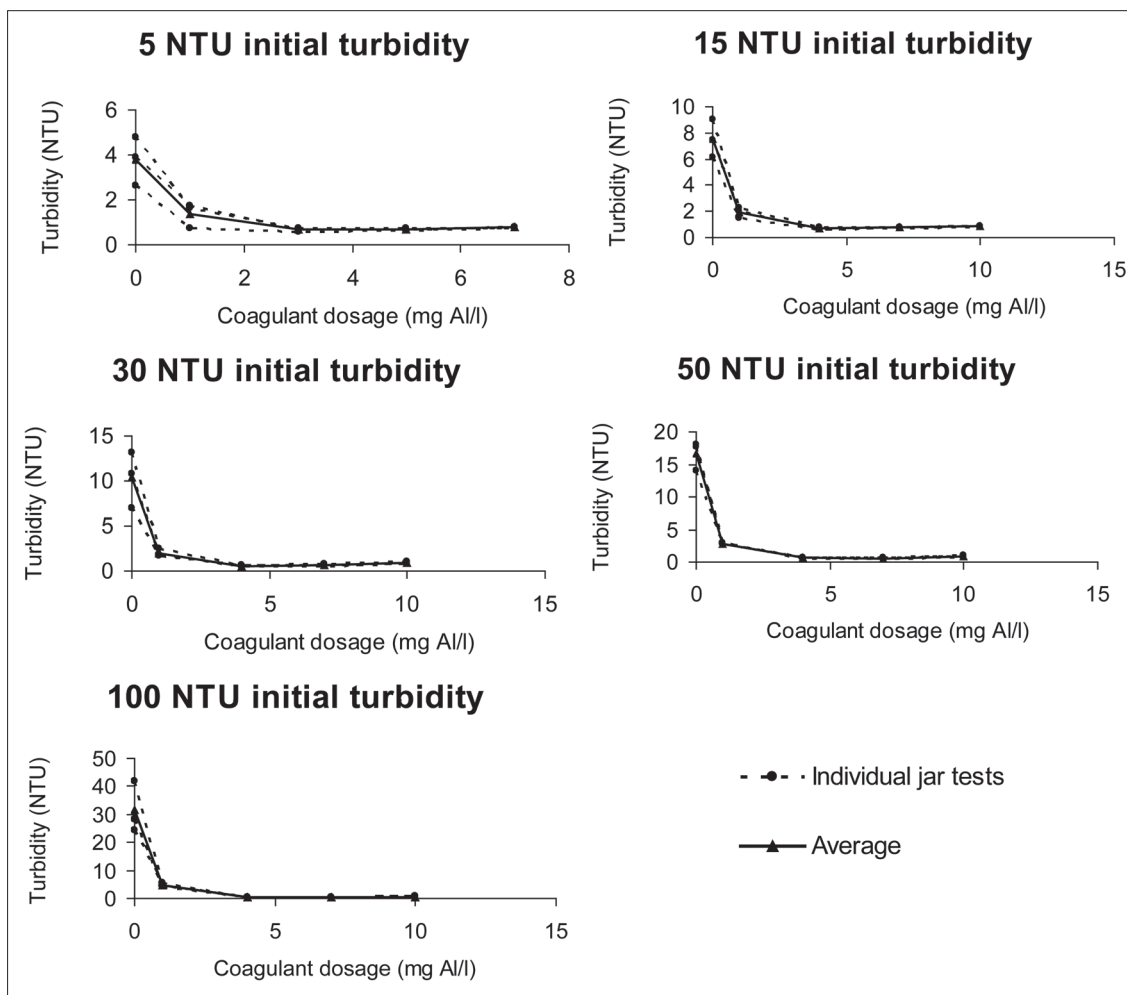 5 NTU initial turbidity
Turbidity (NTU)
6
4
2
0
0 2 4 6 8
Coagulant dosage (mg Al/l)
15 NTU initial turbidity
Turbidity (NTU)
10
8
6
4
2
0
0 5 10 15
Coagulant dosage (mg Al/l)
30 NTU initial turbidity
Turbidity (NTU)
15
10
5
0
0 5 10 15
Coagulant dosage (mg Al/l)
50 NTU initial turbidity
Turbidity (NTU)
20
15
10
5
0
0 5 10 15
Coagulant dosage (mg Al/l)
100 NTU initial turbidity
Turbidity (NTU)
50
40
30
20
10
0
0 5 10 15
Coagulant dosage (mg Al/l)
Individual jar tests
Average